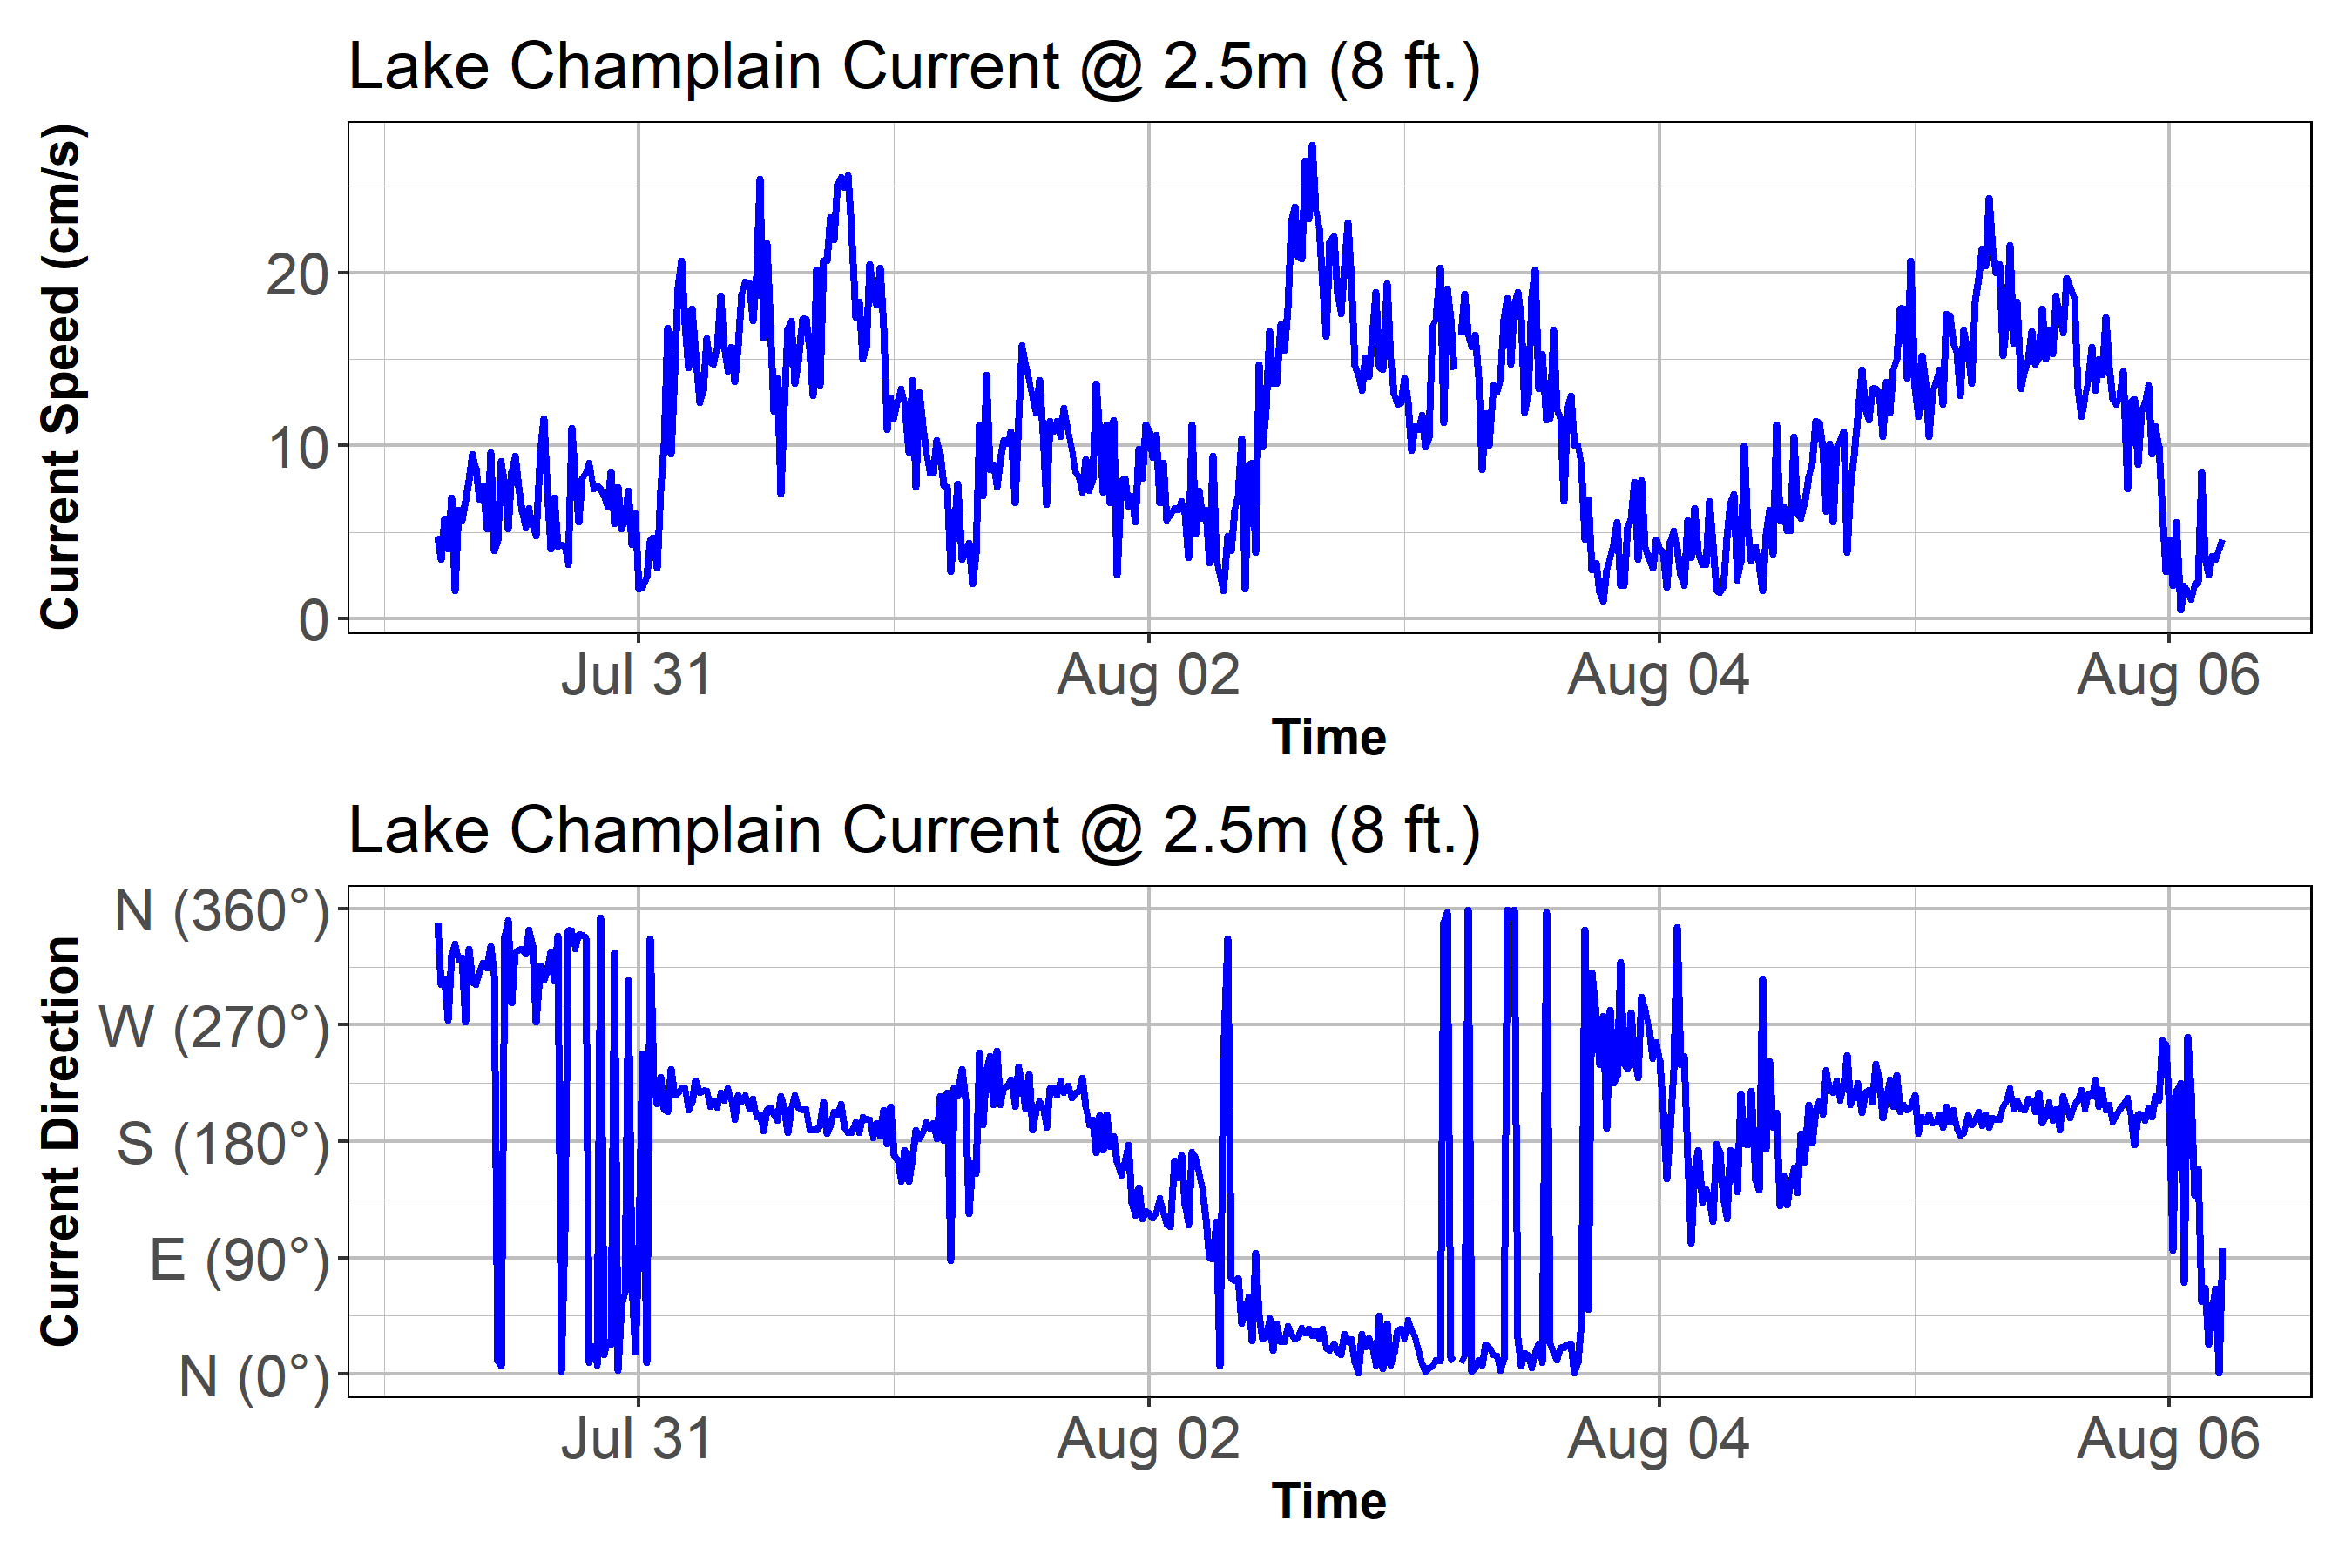 Lake Champlain Current @ 2.5m (8 ft.)
Current Speed (cm/s)
20
10
0
Jul 31 Aug 02 Aug 04 Aug 06
Time
Lake Champlain Current @ 2.5m (8 ft.)
Current Direction
N (360°)
W (270°)
S (180°)
E (90°)
N (0°)
Jul 31 Aug 02 Aug 04 Aug 06
Time